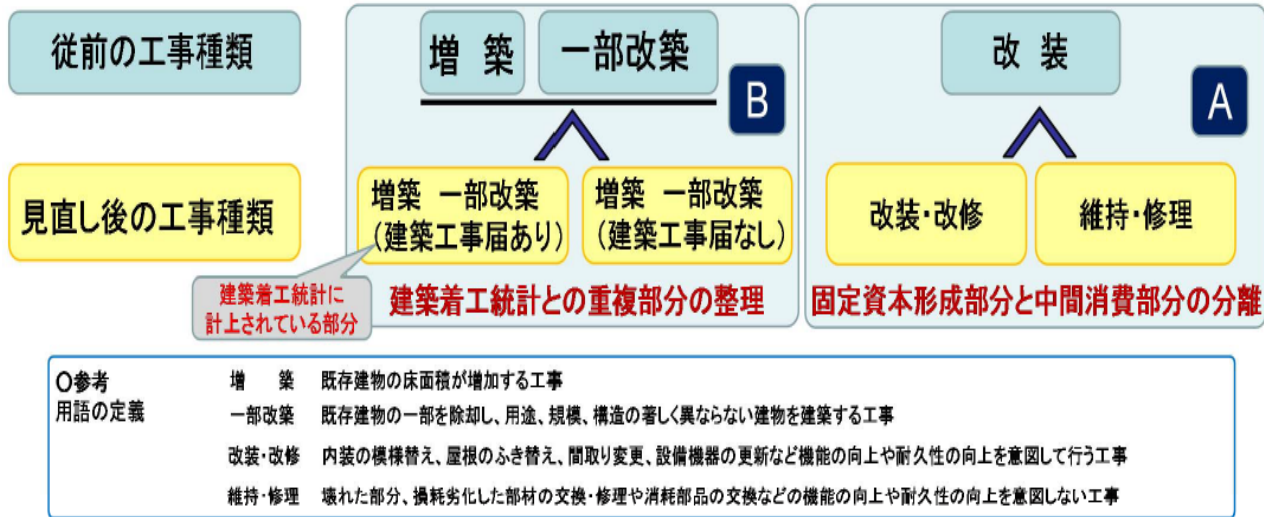 従前の工事種類
増 築
一部改築
B
改 装
A
見直し後の工事種類
増築 一部改築
(建築工事届あり)
増築 一部改築
(建築工事届なし)
改装・改修
維持・修理
建築着工統計に
計上されている部分
建築着工統計との重複部分の整理
固定資本形成部分と中間消費部分の分離
〇参考
用語の定義
増 築 既存建物の床面積が増加する工事
一部改築 既存建物の一部を除却し、用途、規模、構造の著しく異ならない建物を建築する工事
改装・改修 内装の模様替え、屋根のふき替え、間取り変更、設備機器の更新など機能の向上や耐久性の向上を意図して行う工事
維持・修理 壊れた部分、損耗劣化した部材の交換・修理や消耗部品の交換などの機能の向上や耐久性の向上を意図しない工事